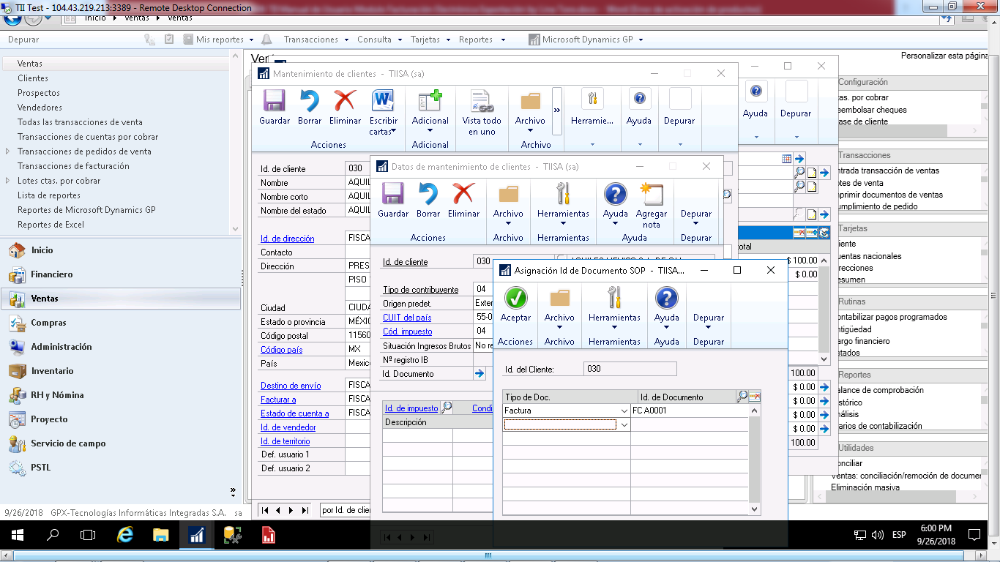 TII Test - 104.43.219.213:3389 - Remote Desktop Connection
Inicio Ventas Ventas
Depurar
Mis reportes
Transacciones
Consulta
Tarjetas
Reportes
Microsoft Dynamics GP
Ventas
Clientes
Prospectos
Vendedores
Todas las transacciones de venta
Transacciones de cuentas por cobrar
Transacciones de pedidos de venta
Transacciones de facturación
Lotes ctas. por cobrar
Lista de reportes
Reportes de Microsoft Dynamics GP
Reportes de Excel
Inicio
Financiero
Ventas
Compras
Administración
Inventario
RH y Nómina
Proyecto
Servicio de campo
PSTL
»
9/26/2018 GPX-Tecnologías Informáticas Integradas S.A. sa
Personalizar esta página
Mantenimiento de clientes - TIISA (sa)
Guardar
Borrar
Eliminar
Escribir cartas
Acciones
Adicional
Adicional
Vista todo en uno
Archivo
Archivo
»
Herramie...
Ayuda
Depurar
Id. de cliente 030
Nombre AQUIL
Nombre corto AQUIL
Nombre del estado AQUIL
Id. de dirección FISCA
Contacto
Dirección PRES
PISO
Ciudad CIUDA
Estado o provincia MÉXIC
Código postal 11560
Código país MX
País Mexico
Destino de envío FISCA
Facturar a FISCA
Estado de cuenta a FISCA
Id. de vendedor
Id. de territorio
Def. usuario 1
Def. usuario 2
por Id. de clie
Datos de mantenimiento de clientes - TIISA (sa)
Guardar
Borrar
Eliminar
Acciones
Archivo
Archivo
Herramientas
Herramientas
Ayuda
Agregar nota
Ayuda
Depurar
Depurar
Id. de cliente 030
Tipo de contribuyente 04
Origen predet. Exter
CUIT del país 55-0
Cód. impuesto 04
Situación Ingresos Brutos No re
Nº registro IB
Id. Documento
Id. de impuesto Condi
Descripción
Asignación Id de Documento SOP - TIISA...
Aceptar
Acciones
Archivo
Archivo
Herramientas
Herramientas
Ayuda
Ayuda
Depurar
Depurar
Id. del Cliente: 030
Tipo de Doc. Id. de Documento
Factura FC A0001
Ayuda
Depurar
otal
$ 100.00
$ 0.00
100.00
$ 0.00
$ 0.00
$ 0.00
$ 0.00
100.00
Configuración
tas. por cobrar
eembolsar cheques
ase de cliente
Transacciones
ntrada transacción de ventas
otes de venta
mprimir documentos de ventas
umplimiento de pedido
Tarjetas
iente
uentas nacionales
irecciones
esumen
Rutinas
ontabilizar pagos programados
ntigüedad
argo financiero
stados
Reportes
alance de comprobación
istórico
nálisis
iarios de contabilización
Utilidades
onciliar
Ventas: conciliación/remoción de documen
Eliminación masiva
ESP
6:00 PM
9/26/2018